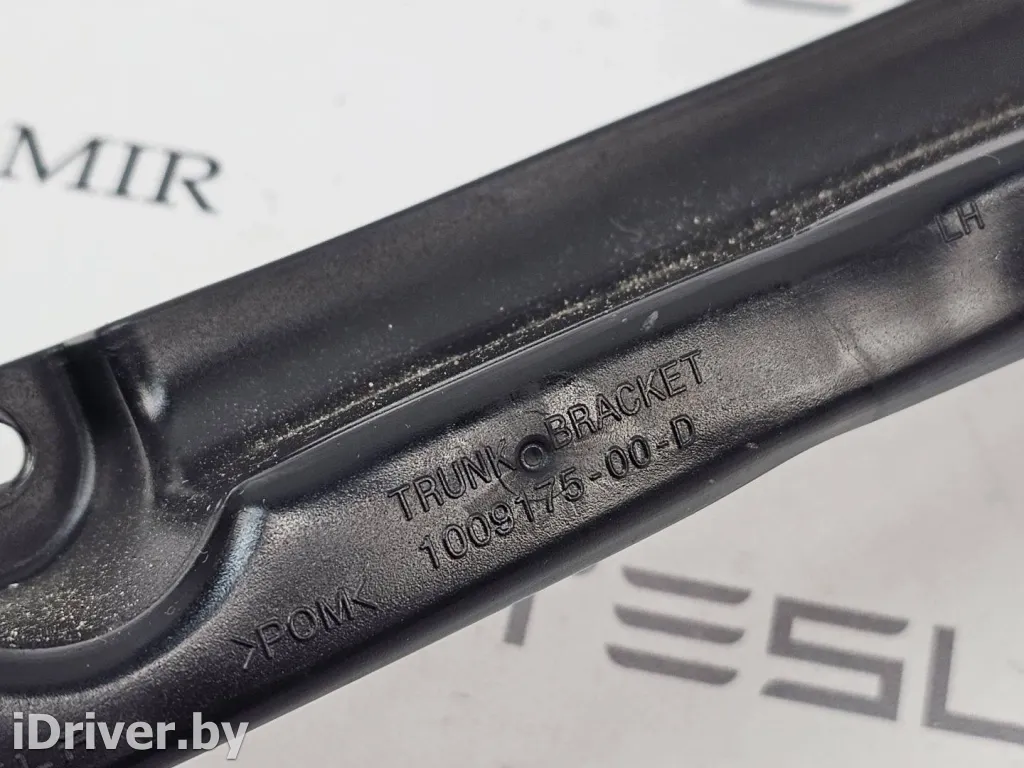 MIR
LH
TRUNK BRACKET
1009175-00-D
>POM<
TESL
iDriver.by